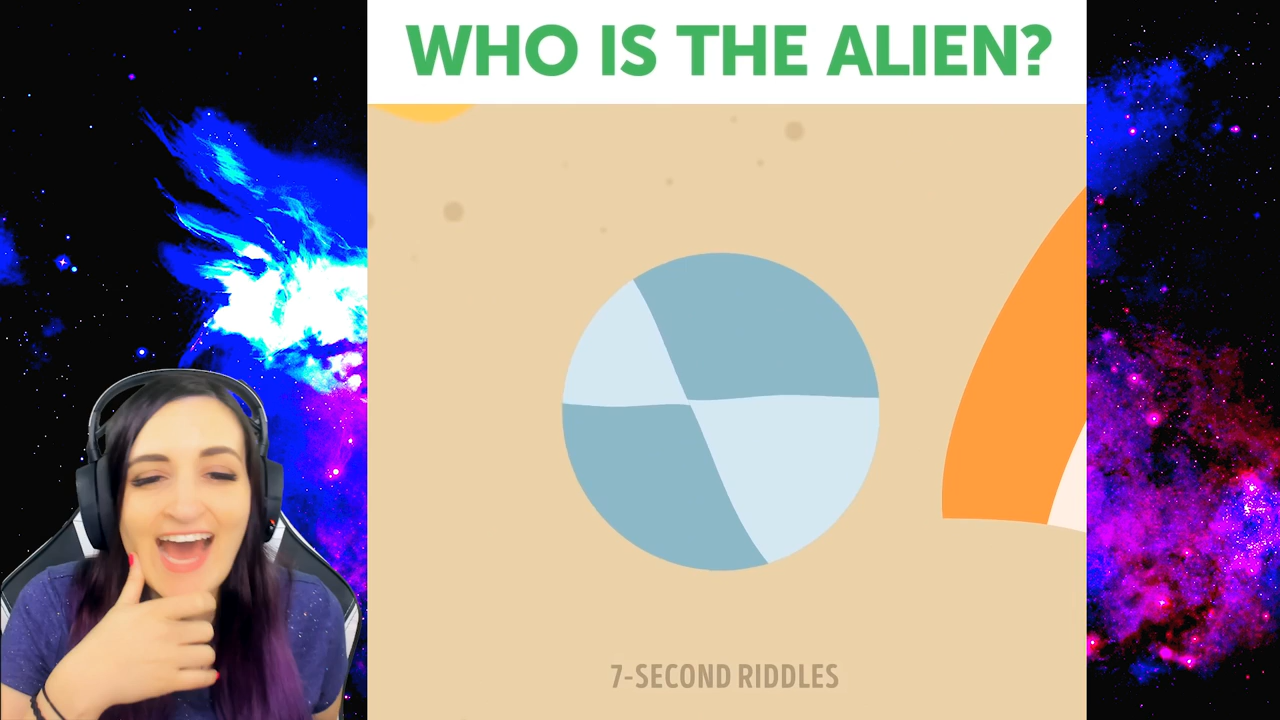 WHO IS THE ALIEN?
7-SECOND RIDDLES